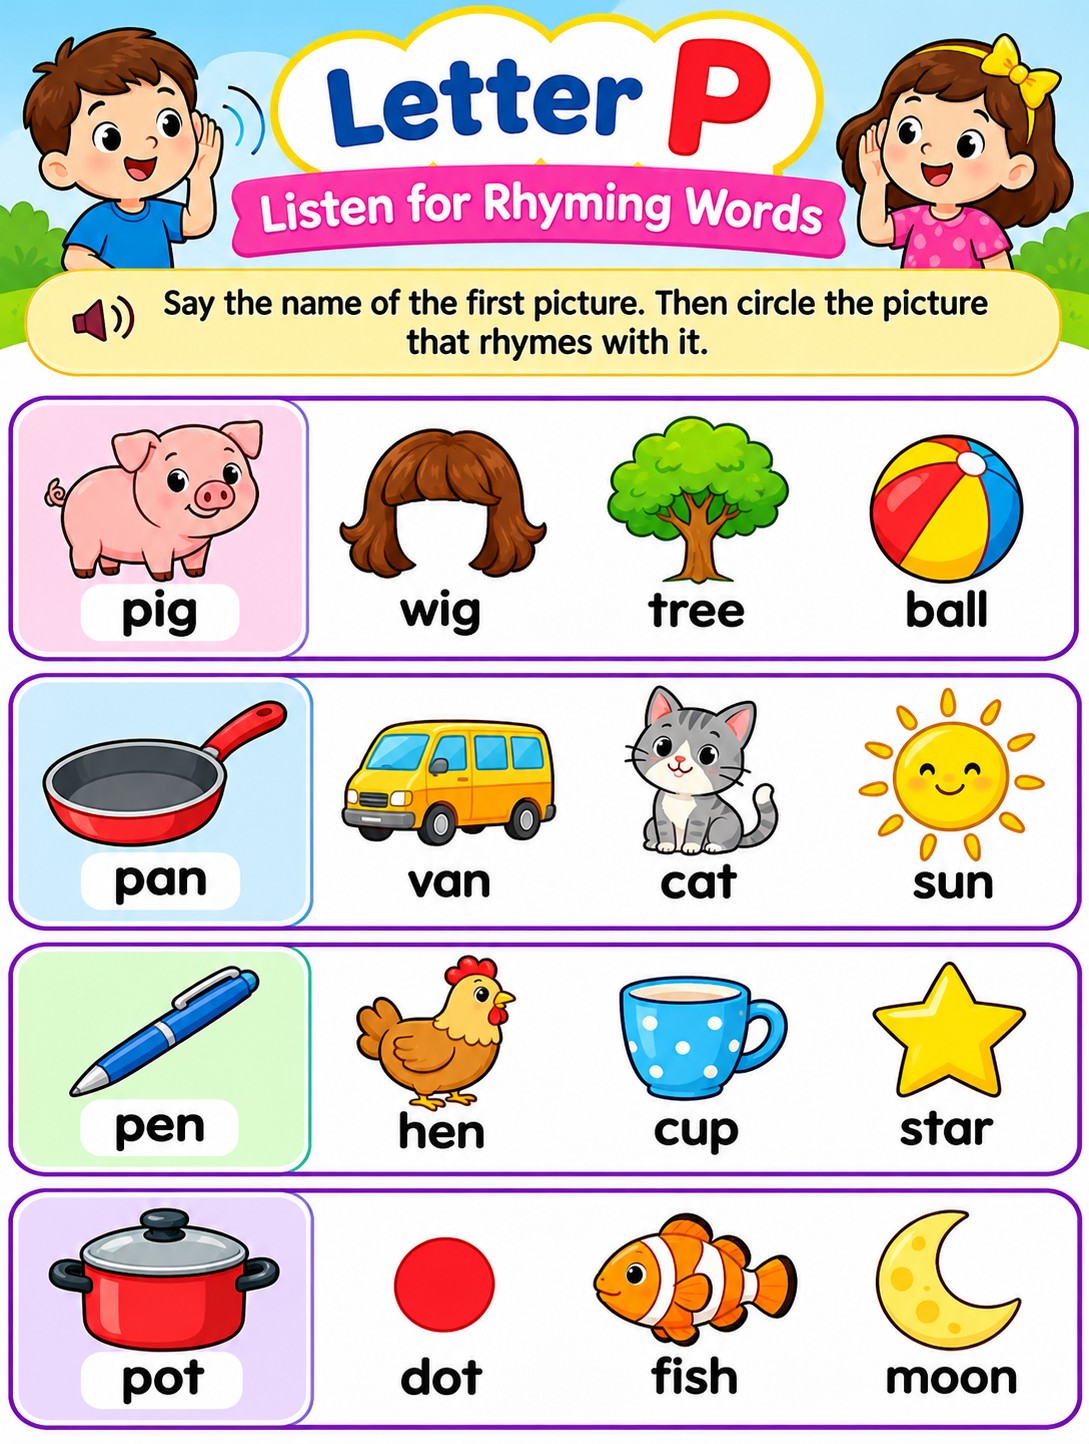 Letter P
Listen for Rhyming Words
Say the name of the first picture. Then circle the picture
that rhymes with it.
pig wig tree ball
pan van cat sun
pen hen cup star
pot dot fish moon